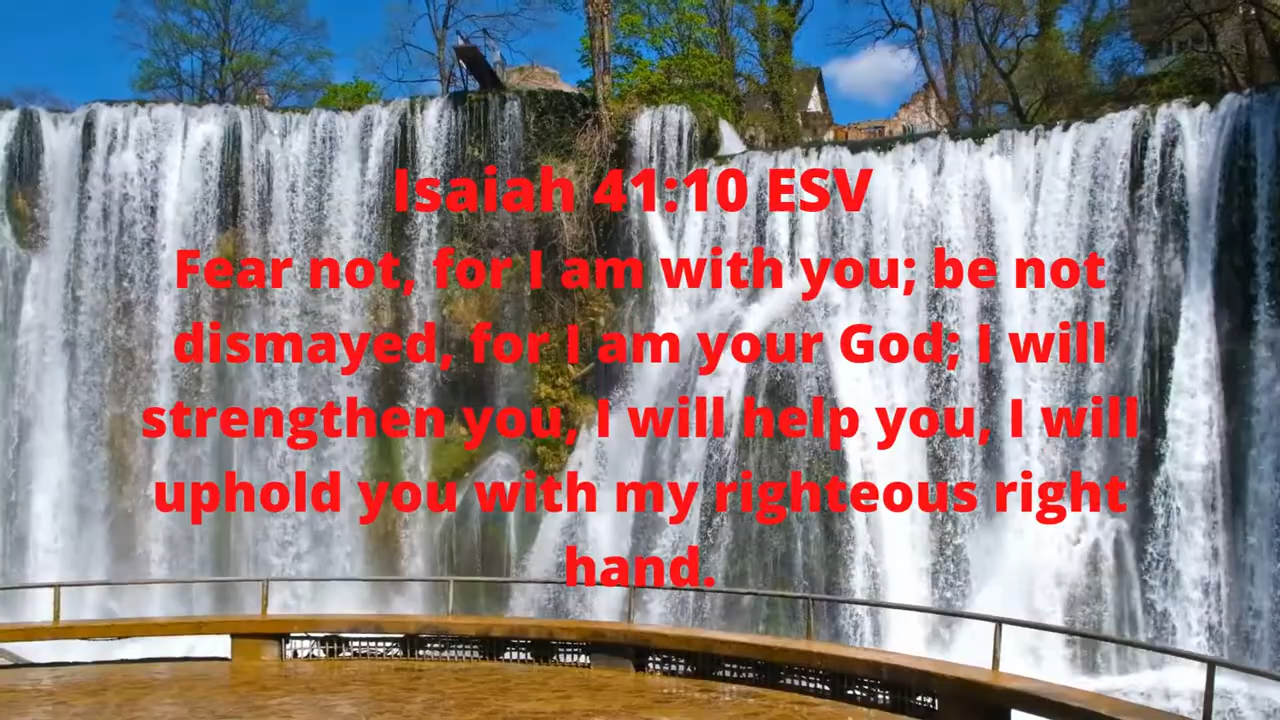 Isaiah 41:10 ESV
Fear not, for I am with you; be not
dismayed, for I am your God; I will
strengthen you, I will help you, I will
uphold you with my righteous right
hand.